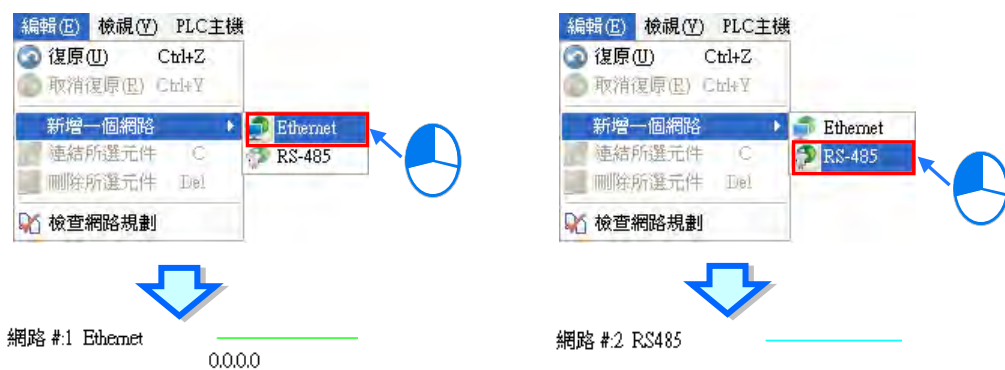 編輯(E) 檢視(V) PLC主機
復原(U) Ctrl+Z
取消復原(R) Ctrl+Y
新增一個網路
Ethernet
連結所選元件 C
RS-485
刪除所選元件 Del
檢查網路規劃
網路 #:1 Ethernet
0.0.0.0
編輯(E) 檢視(V) PLC主機
復原(U) Ctrl+Z
取消復原(R) Ctrl+Y
新增一個網路
Ethernet
連結所選元件 C
RS-485
刪除所選元件 Del
檢查網路規劃
網路 #:2 RS485